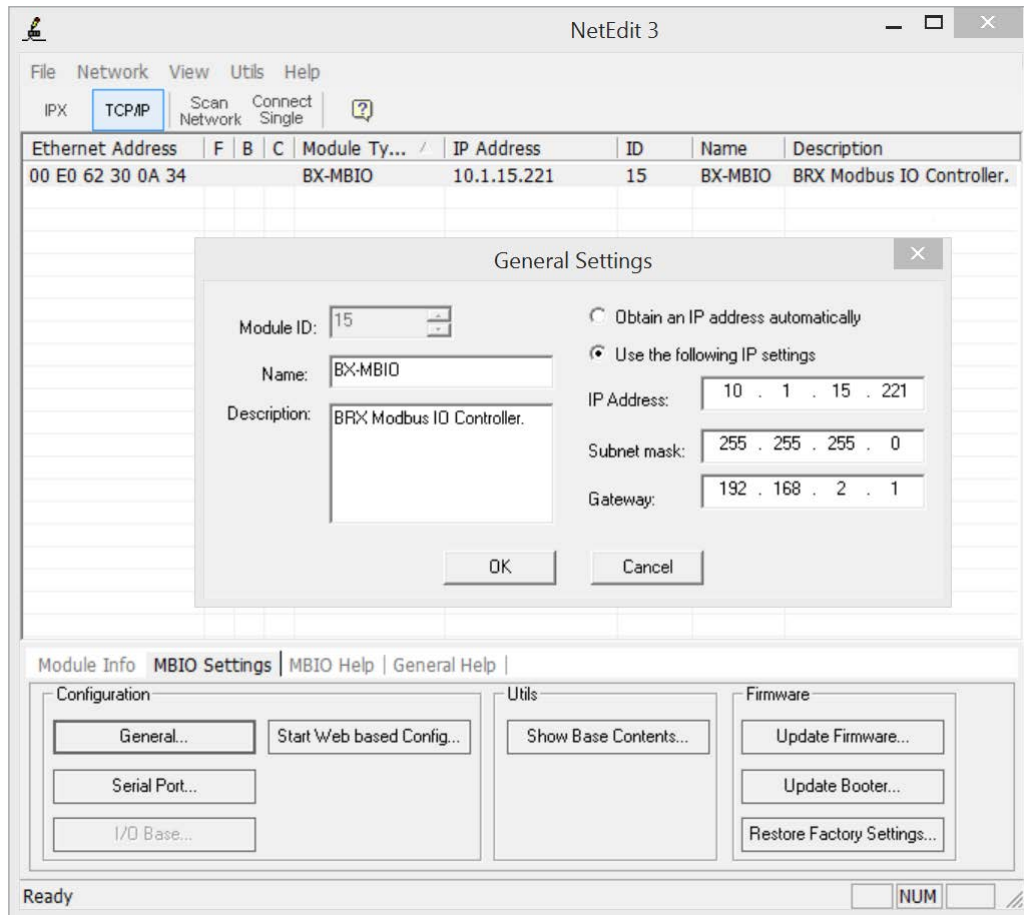 NetEdit 3
File Network View Utils Help
IPX TCP/IP Scan Network Connect Single
Ethernet Address F B C Module Ty... IP Address ID Name Description
00 E0 62 30 0A 34 BX-MBIO 10.1.15.221 15 BX-MBIO BRX Modbus IO Controller.
General Settings
Module ID: 15
Name: BX-MBIO
Description: BRX Modbus IO Controller.
Obtain an IP address automatically
Use the following IP settings
IP Address: 10 . 1 . 15 . 221
Subnet mask: 255 . 255 . 255 . 0
Gateway: 192 . 168 . 2 . 1
OK Cancel
Module Info MBIO Settings MBIO Help General Help
Configuration
General... Start Web based Config...
Serial Port...
I/O Base...
Utils
Show Base Contents...
Firmware
Update Firmware...
Update Booter...
Restore Factory Settings...
Ready NUM